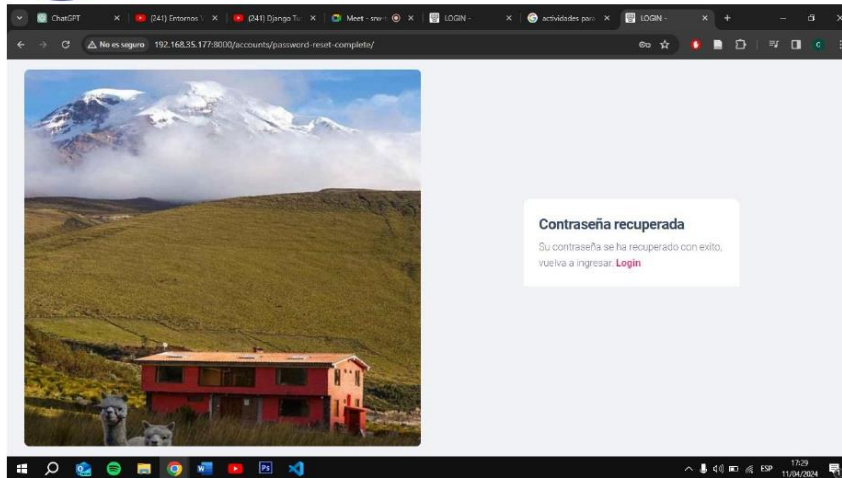 ChatGPT
(241) Entornos
(241) Django Tu
Meet - snv-
LOGIN -
actividades para
LOGIN -
No es seguro
192.168.35.177:8000/accounts/password-reset-complete/
Contraseña recuperada
Su contraseña se ha recuperado con exito,
vuelva a ingresar. Login
ESP
17:29
11/04/2024